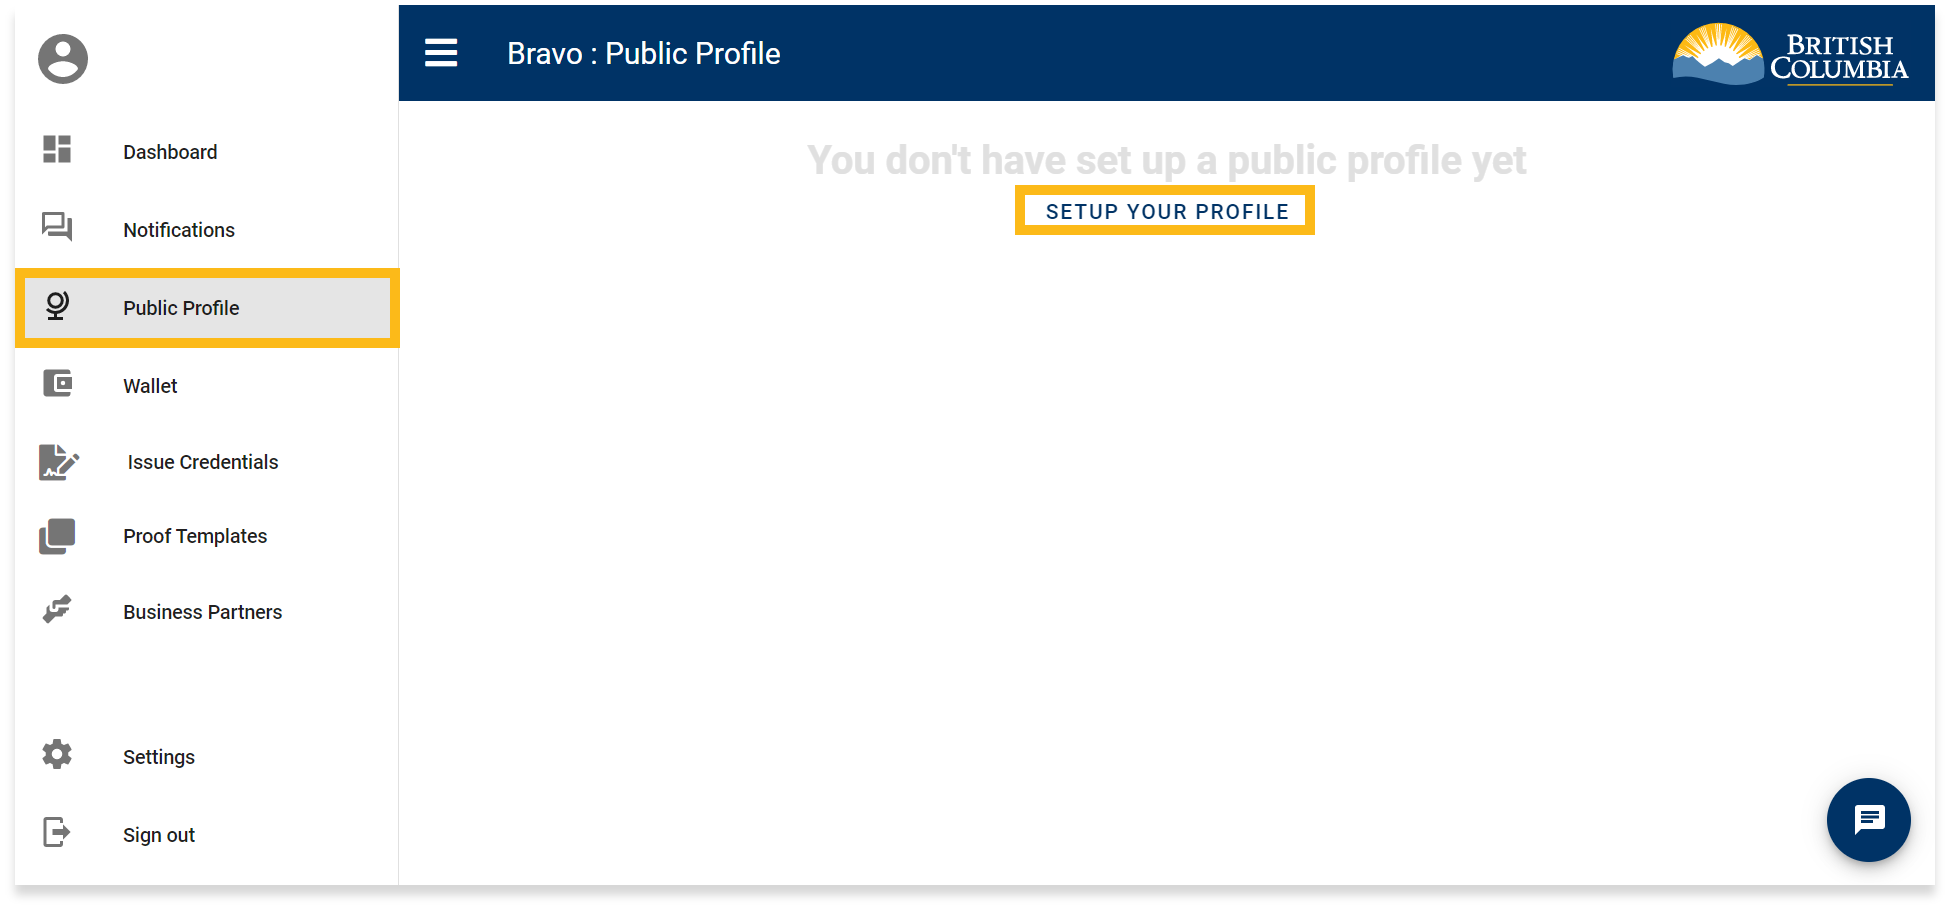 Bravo : Public Profile
BRITISH
COLUMBIA
Dashboard
Notifications
Public Profile
Wallet
Issue Credentials
Proof Templates
Business Partners
Settings
Sign out
You don't have set up a public profile yet
SETUP YOUR PROFILE